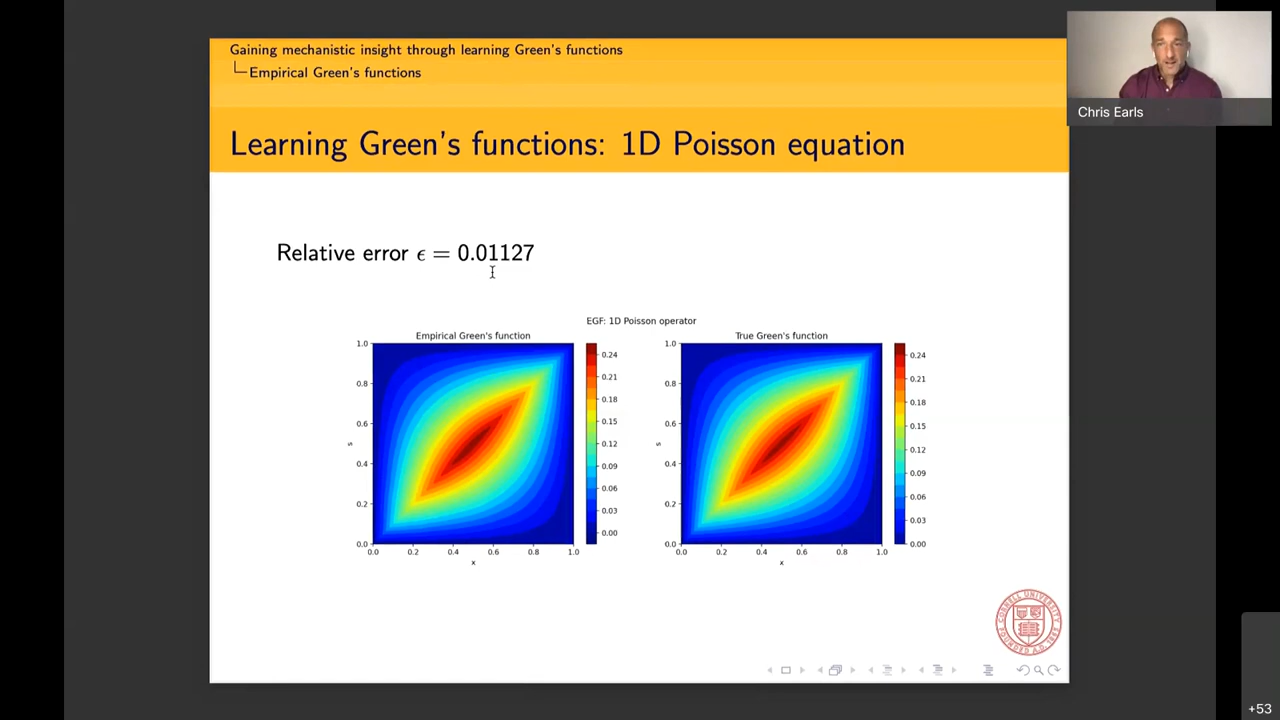 Gaining mechanistic insight through learning Green's functions
Empirical Green's functions
Chris Earls
Learning Green's functions: 1D Poisson equation
Relative error ϵ = 0.01127
EGF: 1D Poisson operator
Empirical Green's function
True Green's function
1.0
0.8
0.6
0.4
0.2
0.0
s
0.0 0.2 0.4 0.6 0.8 1.0
x
0.24
0.21
0.18
0.15
0.12
0.09
0.06
0.03
0.00
1.0
0.8
0.6
0.4
0.2
0.0
s
0.0 0.2 0.4 0.6 0.8 1.0
x
0.24
0.21
0.18
0.15
0.12
0.09
0.06
0.03
0.00
CORNELL UNIVERSITY
FOUNDED A.D. 1865
+53